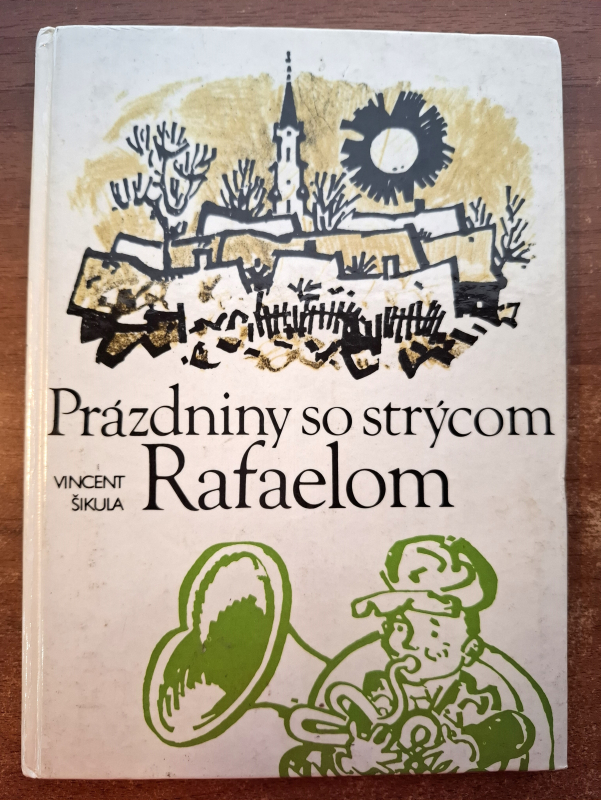 Prázdniny so strýcom
VINCENT
ŠIKULA
Rafaelom